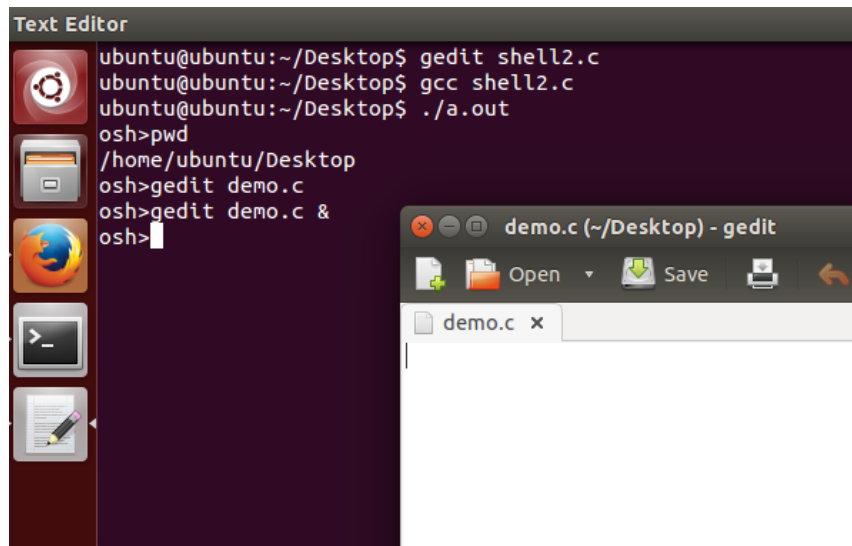 Text Editor
ubuntu@ubuntu:~/Desktop$ gedit shell2.c
ubuntu@ubuntu:~/Desktop$ gcc shell2.c
ubuntu@ubuntu:~/Desktop$ ./a.out
osh>pwd
/home/ubuntu/Desktop
osh>gedit demo.c
osh>gedit demo.c &
osh>
demo.c (~/Desktop) - gedit
Open Save
demo.c